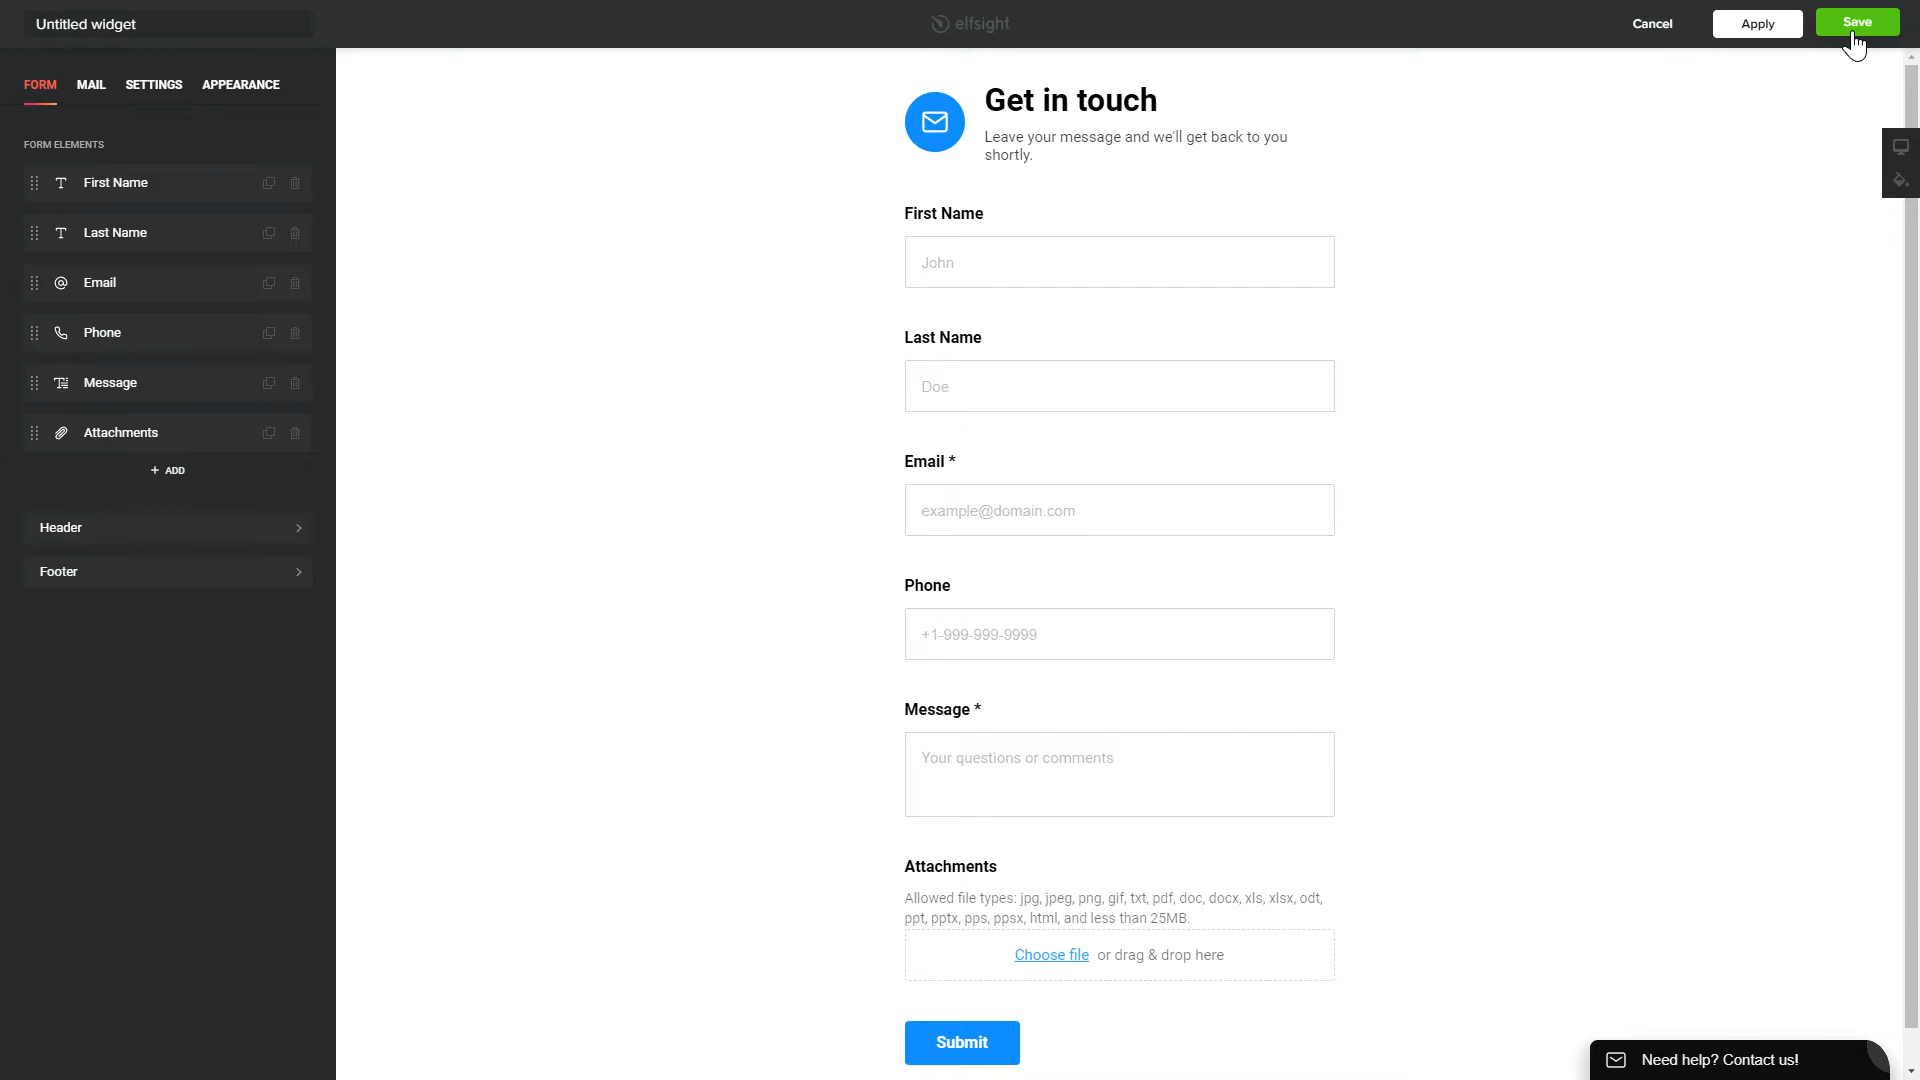 Untitled widget
elfsight
Cancel
Apply
Save
FORM
MAIL
SETTINGS
APPEARANCE
FORM ELEMENTS
First Name
Last Name
Email
Phone
Message
Attachments
+ ADD
Header
Footer
Get in touch
Leave your message and we'll get back to you
shortly.
First Name
John
Last Name
Doe
Email *
example@domain.com
Phone
+1-999-999-9999
Message *
Your questions or comments
Attachments
Allowed file types: jpg, jpeg, png, gif, txt, pdf, doc, docx, xls, xlsx, odt,
ppt, pptx, pps, ppsx, html, and less than 25MB.
Choose file or drag & drop here
Submit
Need help? Contact us!